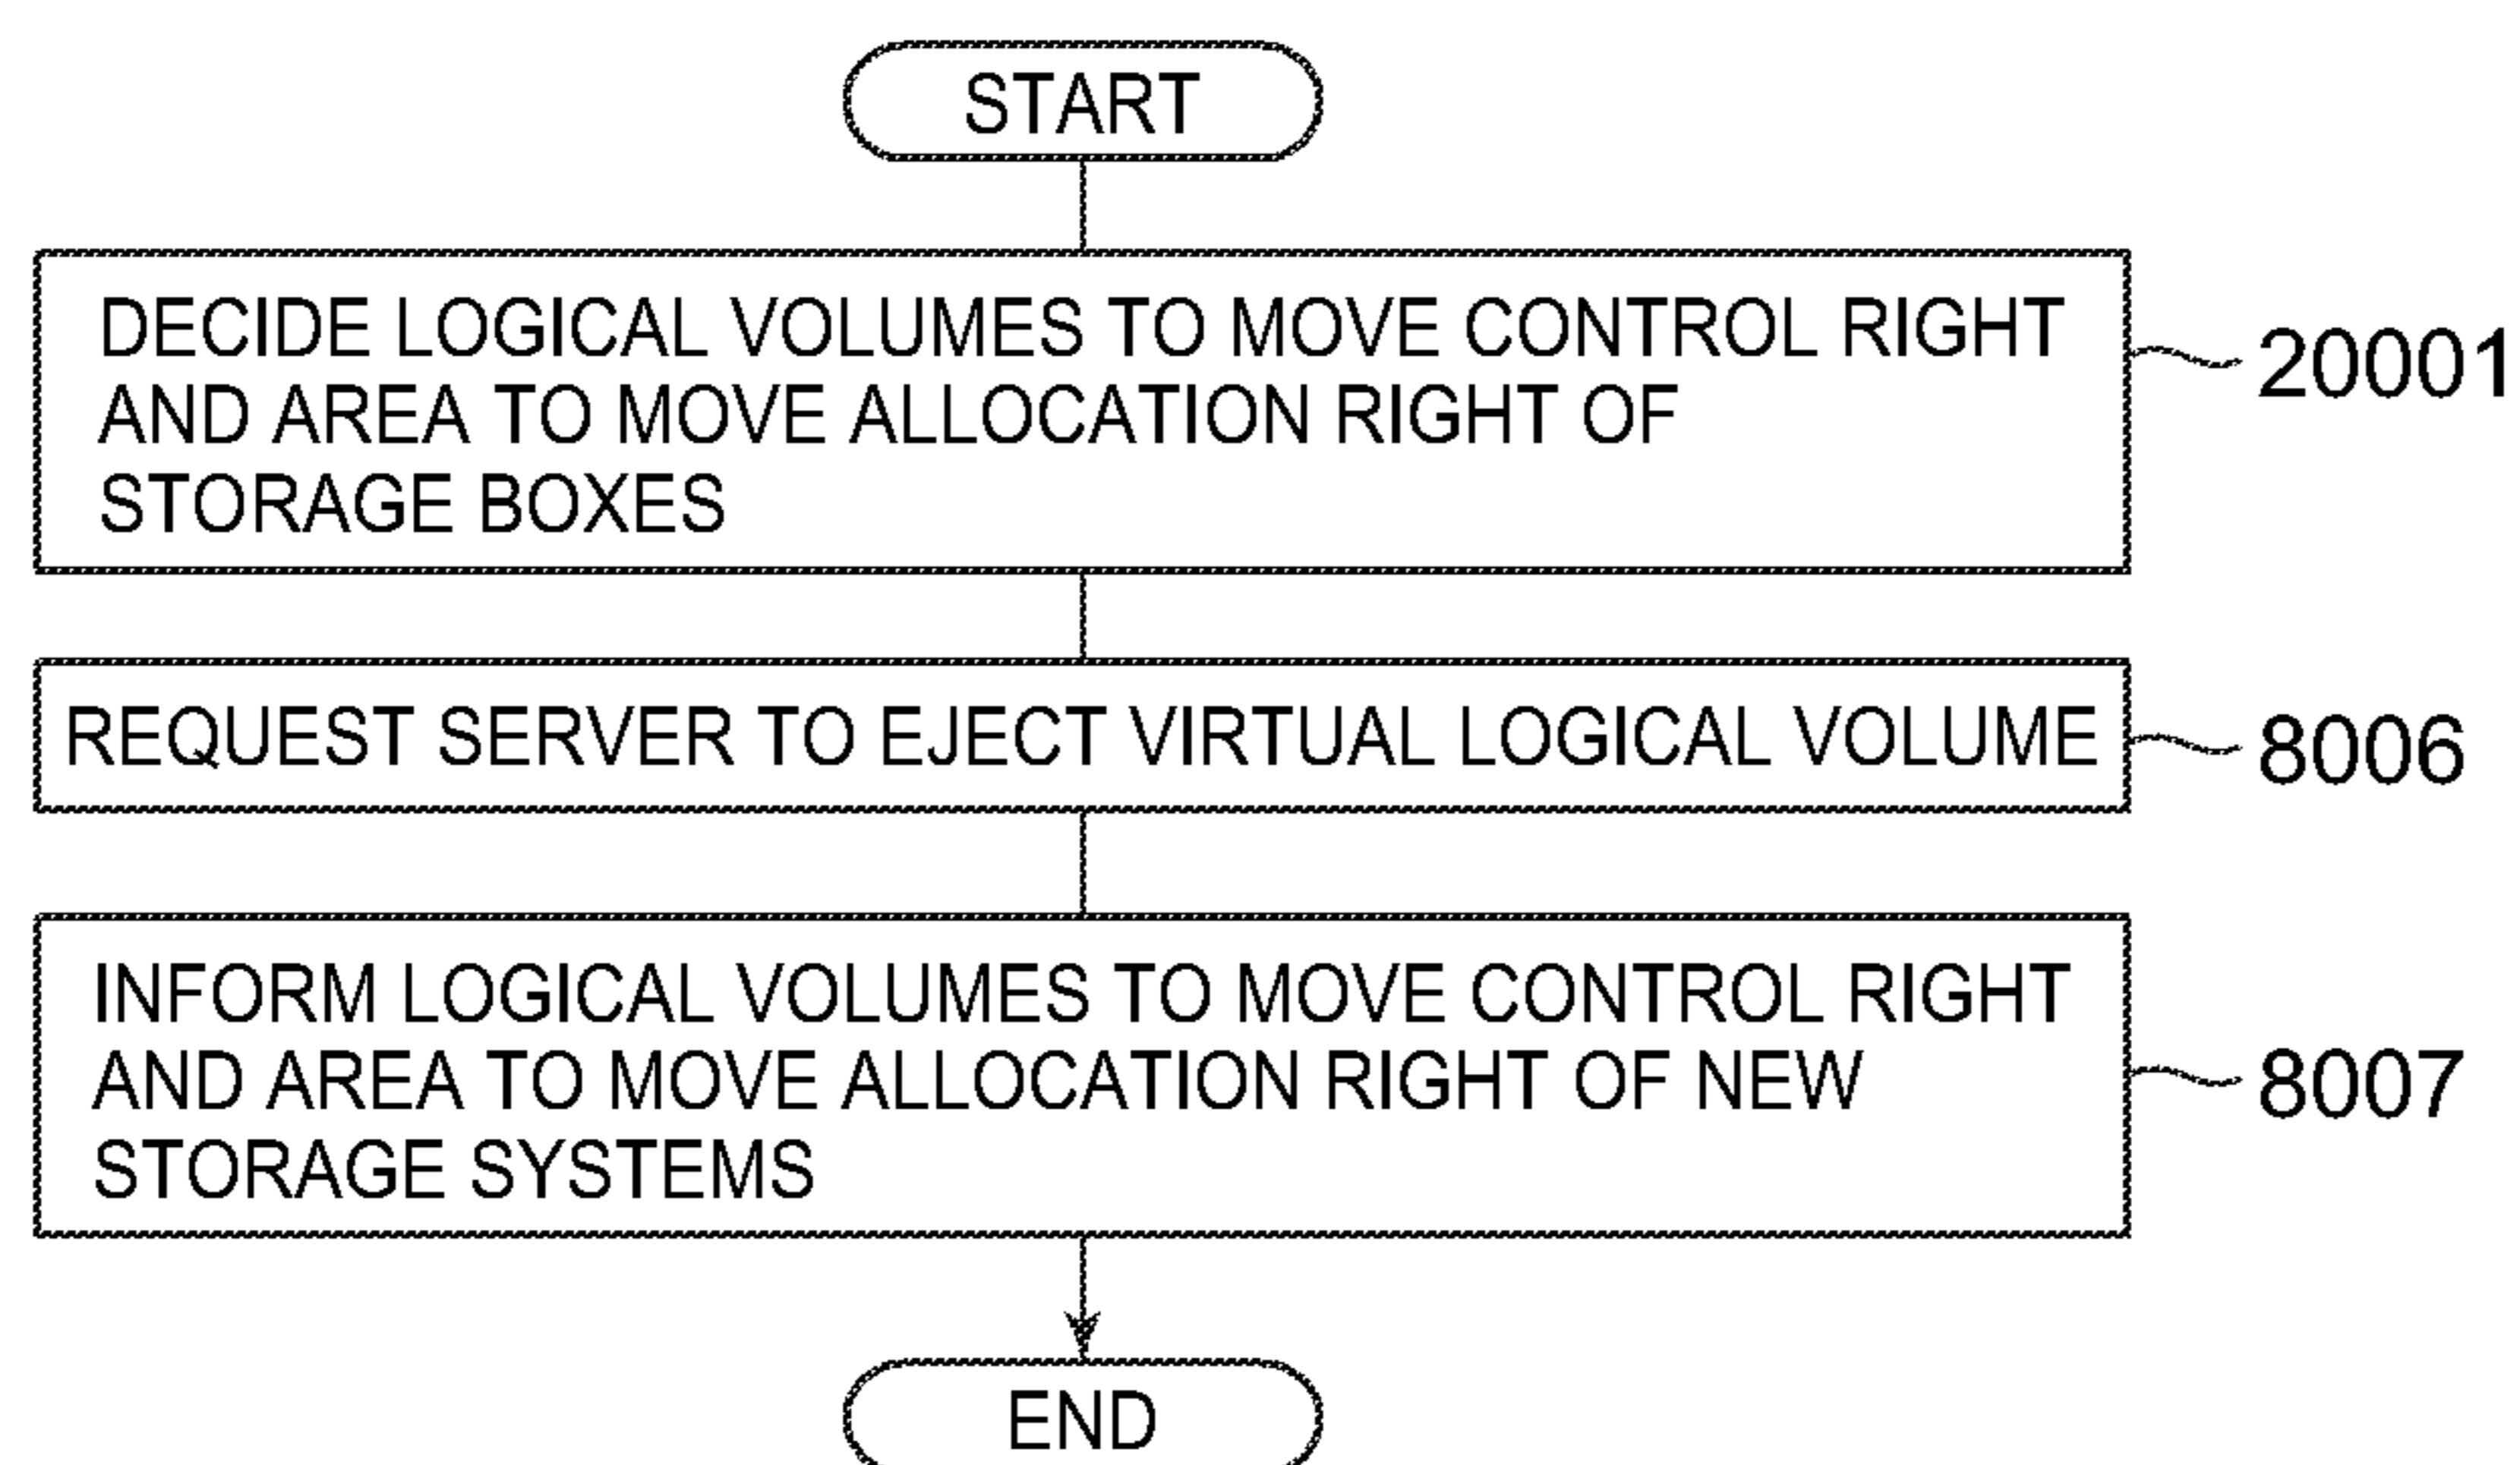 START
DECIDE LOGICAL VOLUMES TO MOVE CONTROL RIGHT
AND AREA TO MOVE ALLOCATION RIGHT OF
STORAGE BOXES
20001
REQUEST SERVER TO EJECT VIRTUAL LOGICAL VOLUME
8006
INFORM LOGICAL VOLUMES TO MOVE CONTROL RIGHT
AND AREA TO MOVE ALLOCATION RIGHT OF NEW
STORAGE SYSTEMS
8007
END